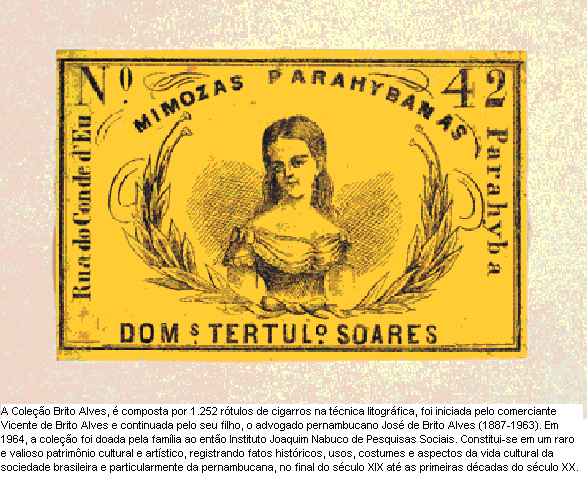 Nº 42
MIMOZAS PARAHYBANAS
Rua do Conde d'Eu
Parahyba
DOMS TERTULO SOARES
A Coleção Brito Alves, é composta por 1.252 rótulos de cigarros na técnica litográfica, foi iniciada pelo comerciante
Vicente de Brito Alves e continuada pelo seu filho, o advogado pernambucano José de Brito Alves (1887-1963). Em
1964, a coleção foi doada pela família ao então Instituto Joaquim Nabuco de Pesquisas Sociais. Constitui-se em um raro
e valioso patrimônio cultural e artístico, registrando fatos históricos, usos, costumes e aspectos da vida cultural da
sociedade brasileira e particularmente da pernambucana, no final do século XIX até as primeiras décadas do século XX.